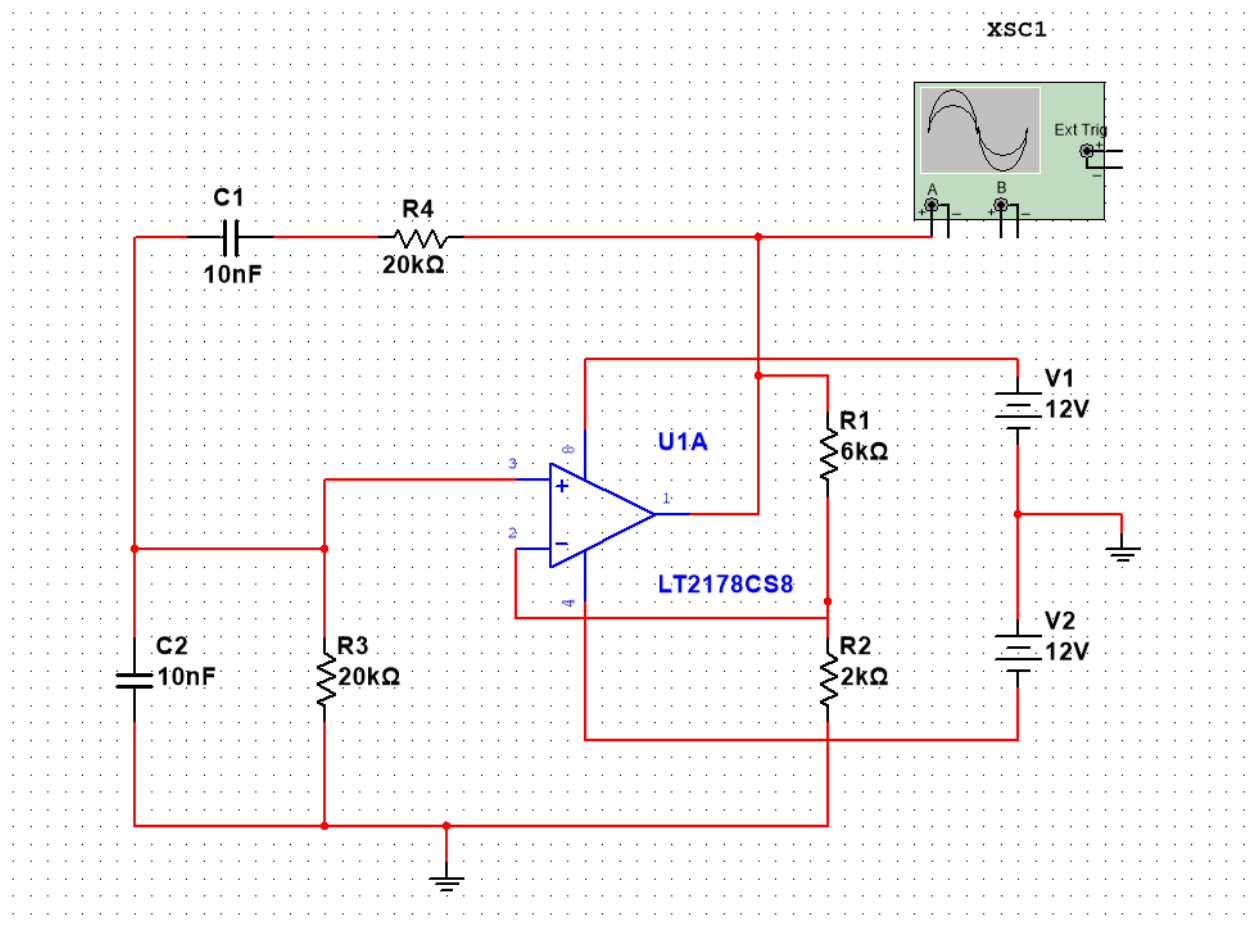 XSC1
Ext Trig
+
−
A
B
+
−
+
−
C1
10nF
R4
20kΩ
V1
12V
R1
6kΩ
U1A
8
3
+
1
2
−
4
LT2178CS8
V2
12V
C2
10nF
R3
20kΩ
R2
2kΩ